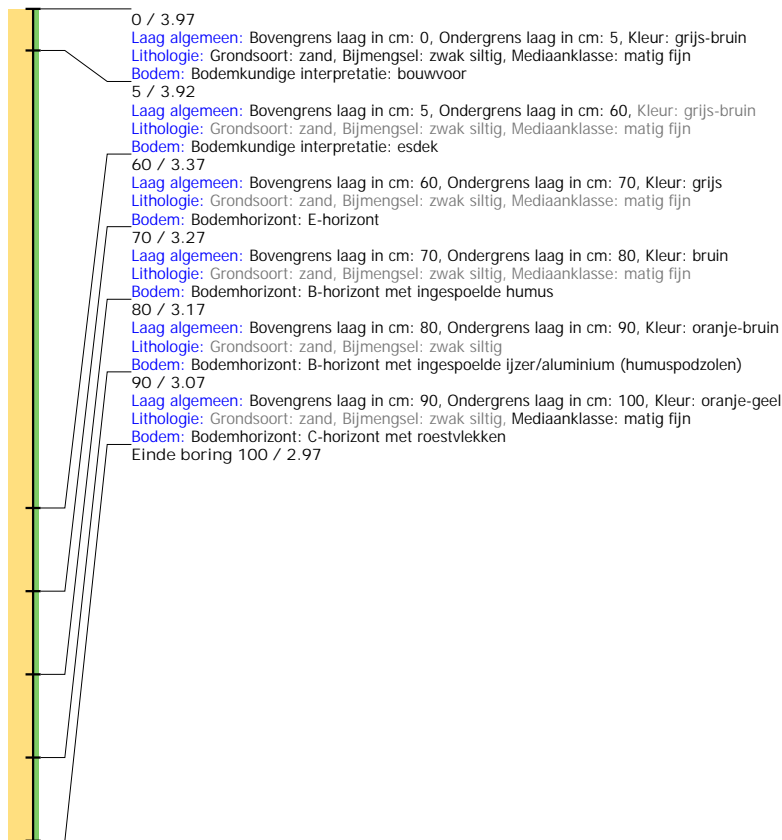 0 / 3.97
Laag algemeen: Bovengrens laag in cm: 0, Ondergrens laag in cm: 5, Kleur: grijs-bruin
Lithologie: Grondsoort: zand, Bijmengsel: zwak siltig, Mediaanklasse: matig fijn
Bodem: Bodemkundige interpretatie: bouwvoor
5 / 3.92
Laag algemeen: Bovengrens laag in cm: 5, Ondergrens laag in cm: 60, Kleur: grijs-bruin
Lithologie: Grondsoort: zand, Bijmengsel: zwak siltig, Mediaanklasse: matig fijn
Bodem: Bodemkundige interpretatie: esdek
60 / 3.37
Laag algemeen: Bovengrens laag in cm: 60, Ondergrens laag in cm: 70, Kleur: grijs
Lithologie: Grondsoort: zand, Bijmengsel: zwak siltig, Mediaanklasse: matig fijn
Bodem: Bodemhorizont: E-horizont
70 / 3.27
Laag algemeen: Bovengrens laag in cm: 70, Ondergrens laag in cm: 80, Kleur: bruin
Lithologie: Grondsoort: zand, Bijmengsel: zwak siltig, Mediaanklasse: matig fijn
Bodem: Bodemhorizont: B-horizont met ingespoelde humus
80 / 3.17
Laag algemeen: Bovengrens laag in cm: 80, Ondergrens laag in cm: 90, Kleur: oranje-bruin
Lithologie: Grondsoort: zand, Bijmengsel: zwak siltig
Bodem: Bodemhorizont: B-horizont met ingespoelde ijzer/aluminium (humuspodzolen)
90 / 3.07
Laag algemeen: Bovengrens laag in cm: 90, Ondergrens laag in cm: 100, Kleur: oranje-geel
Lithologie: Grondsoort: zand, Bijmengsel: zwak siltig, Mediaanklasse: matig fijn
Bodem: Bodemhorizont: C-horizont met roestvlekken
Einde boring 100 / 2.97